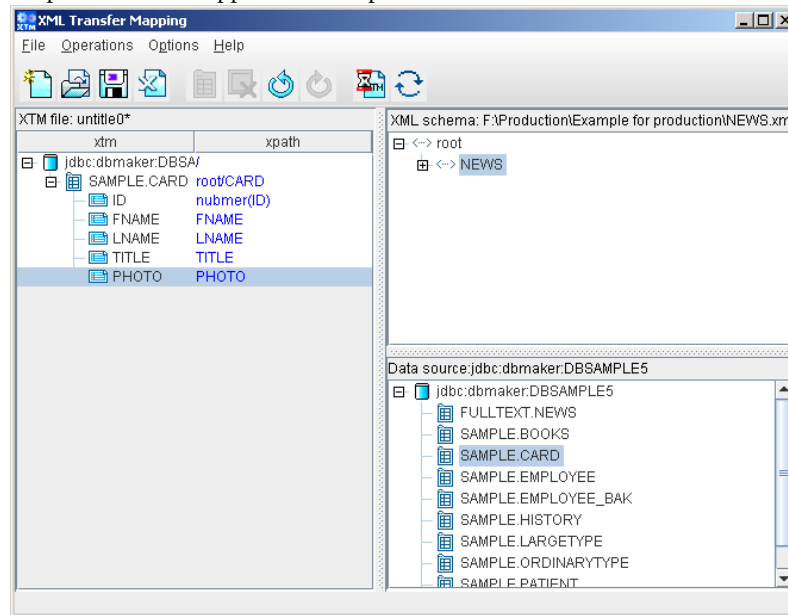 XTM XML Transfer Mapping
File Operations Options Help
XTM file: untitle0*
xtm xpath
jdbc:dbmaker:DBSA/
SAMPLE.CARD root/CARD
ID nubmer(ID)
FNAME FNAME
LNAME LNAME
TITLE TITLE
PHOTO PHOTO
XML schema: F:\Production\Example for production\NEWS.xm
<--> root
<--> NEWS
Data source:jdbc:dbmaker:DBSAMPLE5
jdbc:dbmaker:DBSAMPLE5
FULLTEXT.NEWS
SAMPLE.BOOKS
SAMPLE.CARD
SAMPLE.EMPLOYEE
SAMPLE.EMPLOYEE_BAK
SAMPLE.HISTORY
SAMPLE.LARGETYPE
SAMPLE.ORDINARYTYPE
SAMPLE.PATIENT